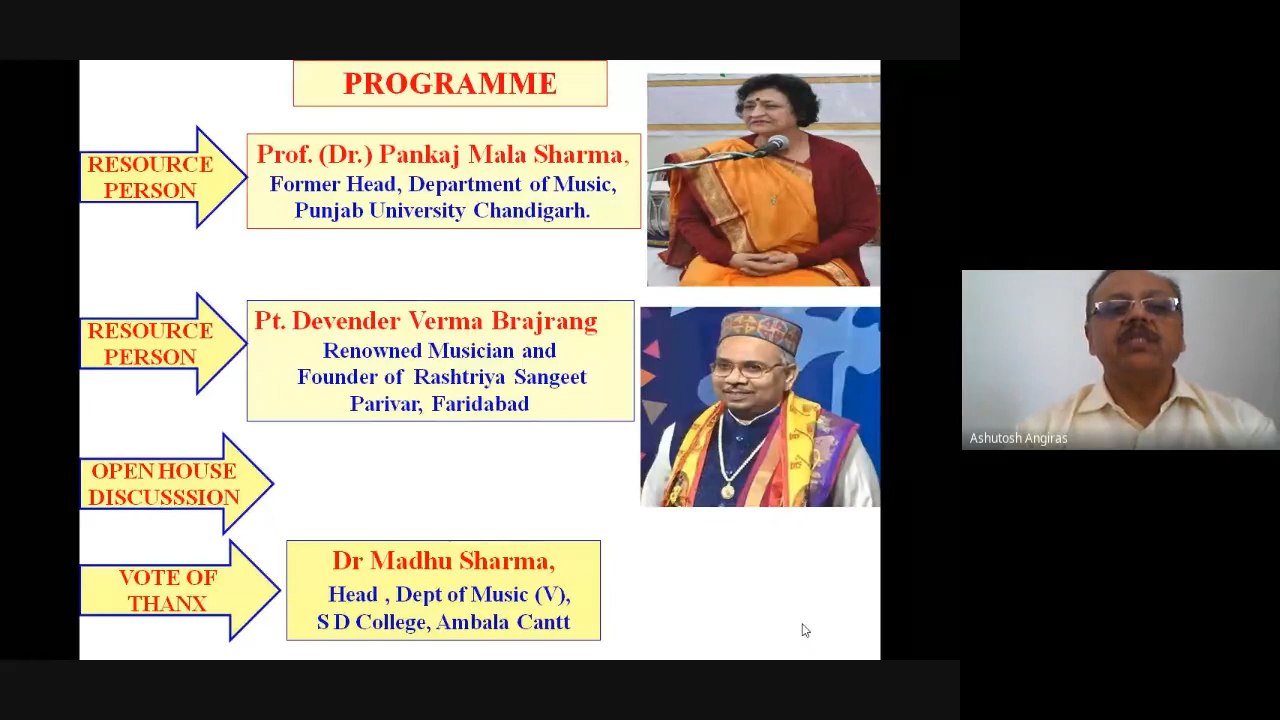 PROGRAMME
RESOURCE
PERSON
Prof. (Dr.) Pankaj Mala Sharma,
Former Head, Department of Music,
Punjab University Chandigarh.
RESOURCE
PERSON
Pt. Devender Verma Brajrang
Renowned Musician and
Founder of Rashtriya Sangeet
Parivar, Faridabad
OPEN HOUSE
DISCUSSSION
VOTE OF
THANX
Dr Madhu Sharma,
Head , Dept of Music (V),
S D College, Ambala Cantt
Ashutosh Angiras